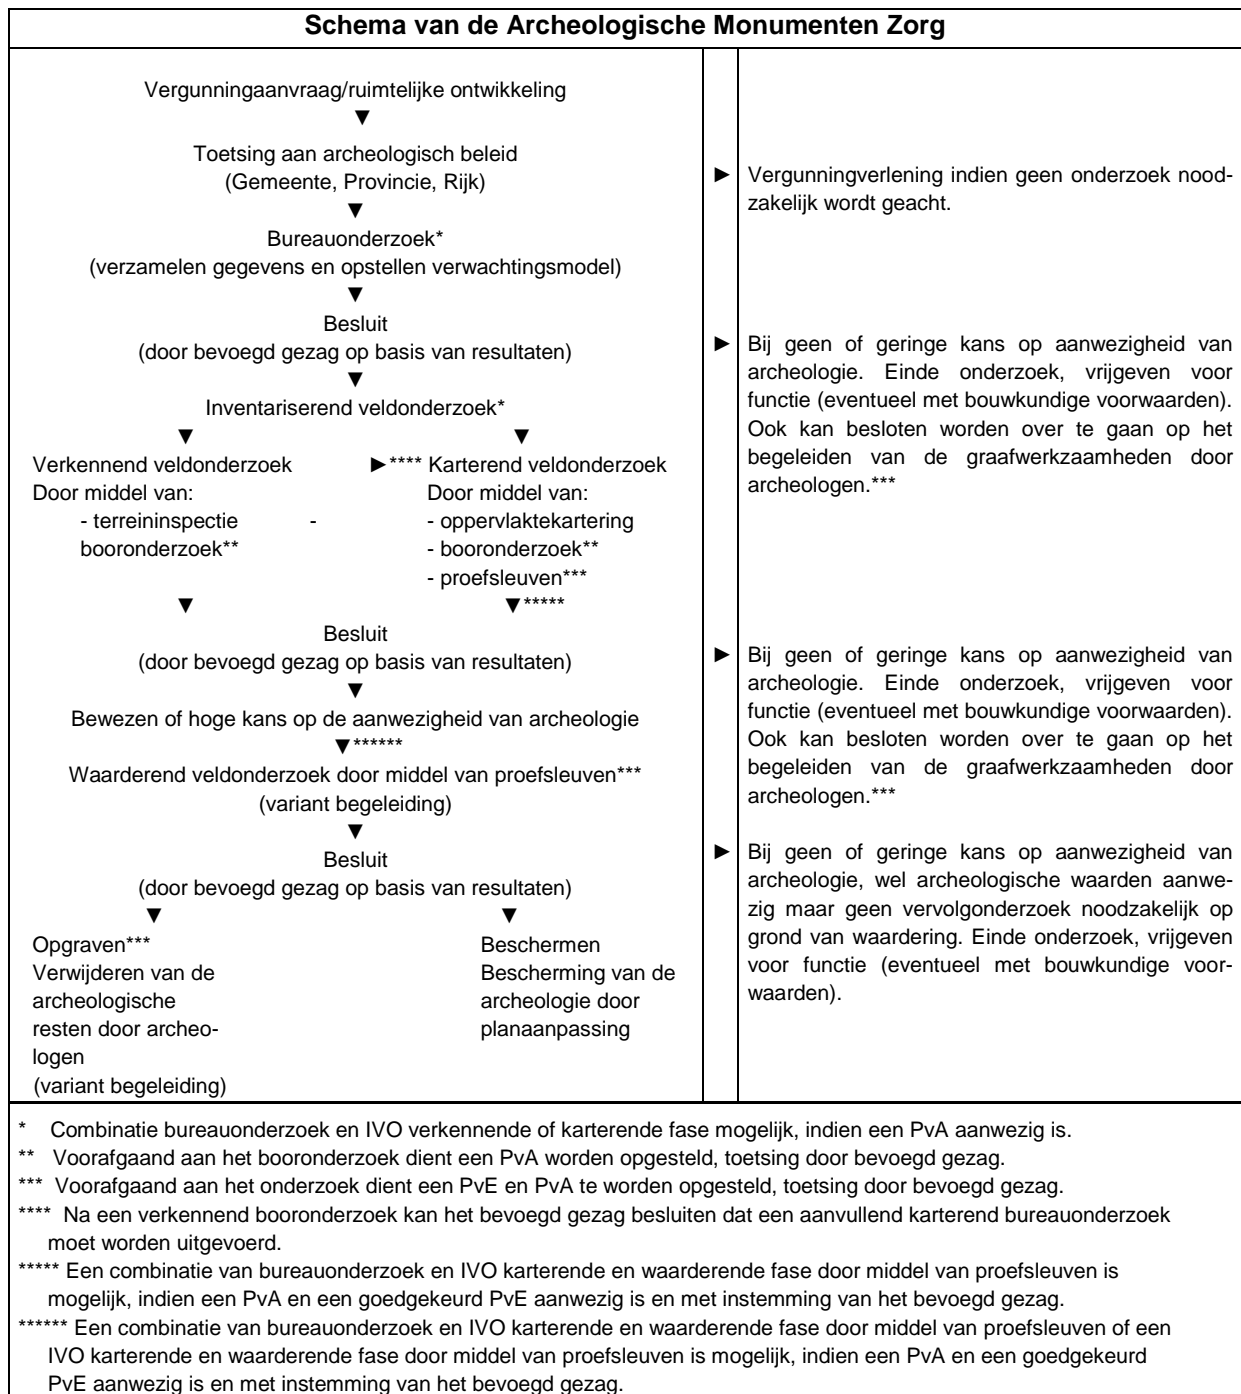 Schema van de Archeologische Monumenten Zorg
Vergunningaanvraag/ruimtelijke ontwikkeling
▼
Toetsing aan archeologisch beleid
(Gemeente, Provincie, Rijk)
▼
Bureauonderzoek*
(verzamelen gegevens en opstellen verwachtingsmodel)
▼
Besluit
(door bevoegd gezag op basis van resultaten)
▼
Inventariserend veldonderzoek*
▼ ▼
Verkennend veldonderzoek ►**** Karterend veldonderzoek
Door middel van: Door middel van:
- terreininspectie - - oppervlaktekartering
booronderzoek** - booronderzoek**
- proefsleuven***
▼ ▼*****
Besluit
(door bevoegd gezag op basis van resultaten)
▼
Bewezen of hoge kans op de aanwezigheid van archeologie
▼******
Waarderend veldonderzoek door middel van proefsleuven***
(variant begeleiding)
▼
Besluit
(door bevoegd gezag op basis van resultaten)
▼ ▼
Opgraven*** Beschermen
Verwijderen van de Bescherming van de
archeologische archeologie door
resten door archeo- planaanpassing
logen
(variant begeleiding)
► Vergunningverlening indien geen onderzoek nood-
zakelijk wordt geacht.
► Bij geen of geringe kans op aanwezigheid van
archeologie. Einde onderzoek, vrijgeven voor
functie (eventueel met bouwkundige voorwaarden).
Ook kan besloten worden over te gaan op het
begeleiden van de graafwerkzaamheden door
archeologen.***
► Bij geen of geringe kans op aanwezigheid van
archeologie. Einde onderzoek, vrijgeven voor
functie (eventueel met bouwkundige voorwaarden).
Ook kan besloten worden over te gaan op het
begeleiden van de graafwerkzaamheden door
archeologen.***
► Bij geen of geringe kans op aanwezigheid van
archeologie, wel archeologische waarden aanwe-
zig maar geen vervolgonderzoek noodzakelijk op
grond van waardering. Einde onderzoek, vrijgeven
voor functie (eventueel met bouwkundige voor-
waarden).
* Combinatie bureauonderzoek en IVO verkennende of karterende fase mogelijk, indien een PvA aanwezig is.
** Voorafgaand aan het booronderzoek dient een PvA worden opgesteld, toetsing door bevoegd gezag.
*** Voorafgaand aan het onderzoek dient een PvE en PvA te worden opgesteld, toetsing door bevoegd gezag.
**** Na een verkennend booronderzoek kan het bevoegd gezag besluiten dat een aanvullend karterend bureauonderzoek
moet worden uitgevoerd.
***** Een combinatie van bureauonderzoek en IVO karterende en waarderende fase door middel van proefsleuven is
mogelijk, indien een PvA en een goedgekeurd PvE aanwezig is en met instemming van het bevoegd gezag.
****** Een combinatie van bureauonderzoek en IVO karterende en waarderende fase door middel van proefsleuven of een
IVO karterende en waarderende fase door middel van proefsleuven is mogelijk, indien een PvA en een goedgekeurd
PvE aanwezig is en met instemming van het bevoegd gezag.